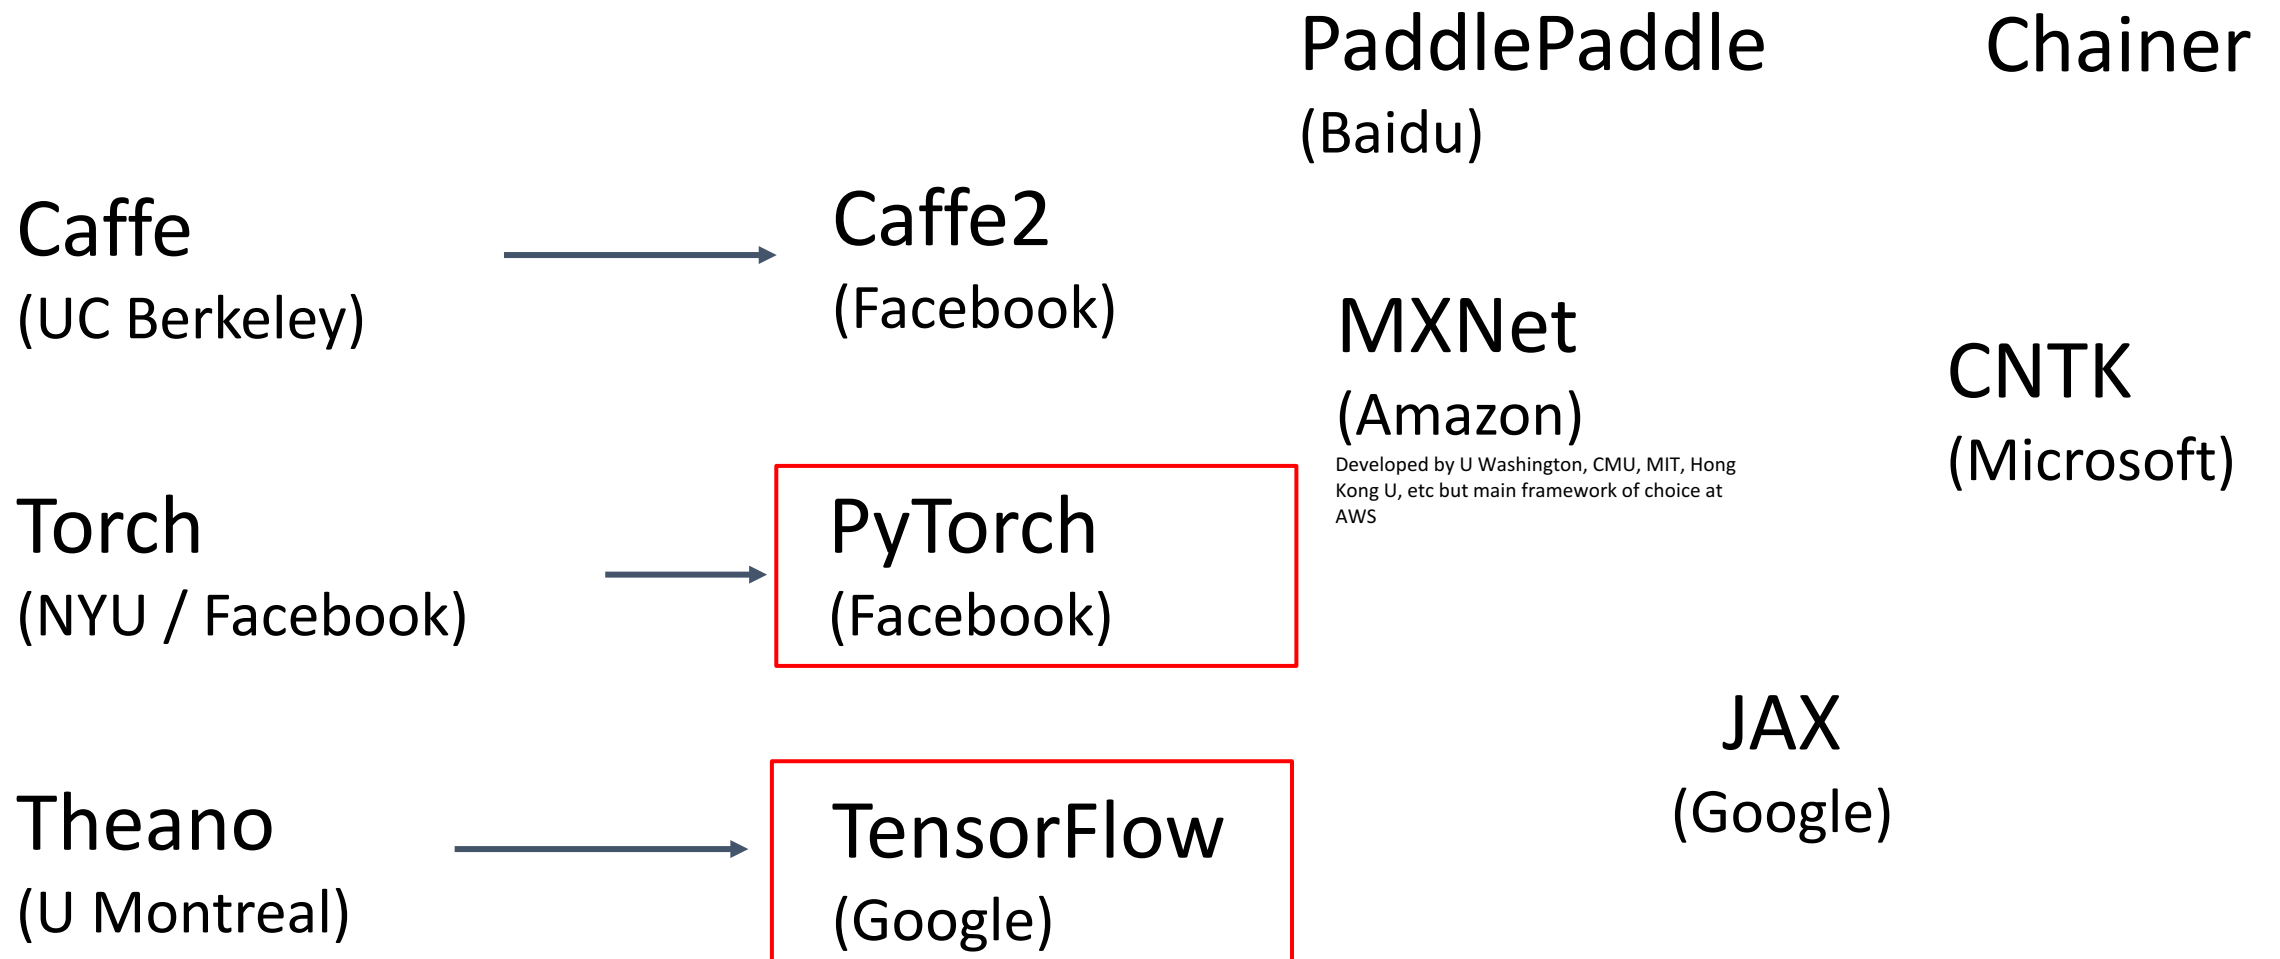 PaddlePaddle
(Baidu)
Chainer
Caffe
(UC Berkeley)
Caffe2
(Facebook)
MXNet
(Amazon)
Developed by U Washington, CMU, MIT, Hong
Kong U, etc but main framework of choice at
AWS
CNTK
(Microsoft)
Torch
(NYU / Facebook)
PyTorch
(Facebook)
JAX
(Google)
Theano
(U Montreal)
TensorFlow
(Google)